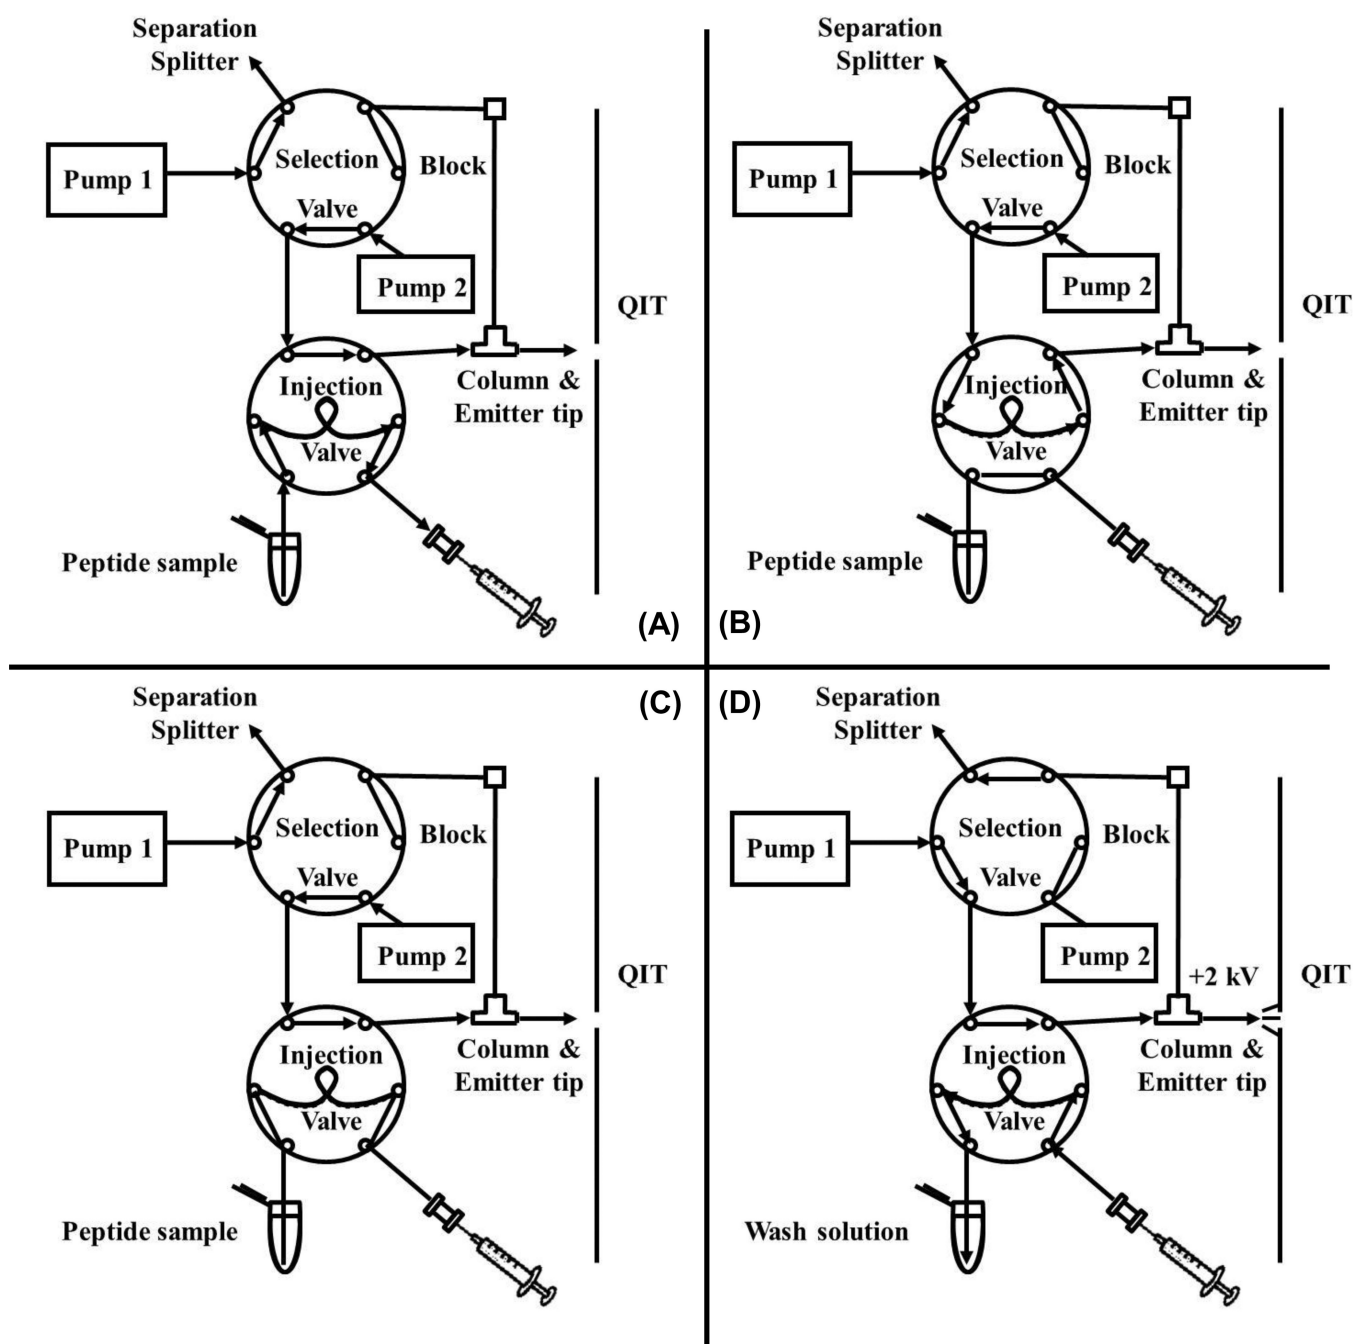 Separation
Splitter
Pump 1
Selection
Block
Valve
Pump 2
QIT
Injection
Column &
Emitter tip
Valve
Peptide sample
(A)
Separation
Splitter
Pump 1
Selection
Block
Valve
Pump 2
QIT
Injection
Column &
Emitter tip
Valve
Peptide sample
(B)
Separation
Splitter
(C)
Pump 1
Selection
Block
Valve
Pump 2
QIT
Injection
Column &
Emitter tip
Valve
Peptide sample
(D)
Separation
Splitter
Pump 1
Selection
Block
Valve
Pump 2
+2 kV
QIT
Injection
Column &
Emitter tip
Valve
Wash solution